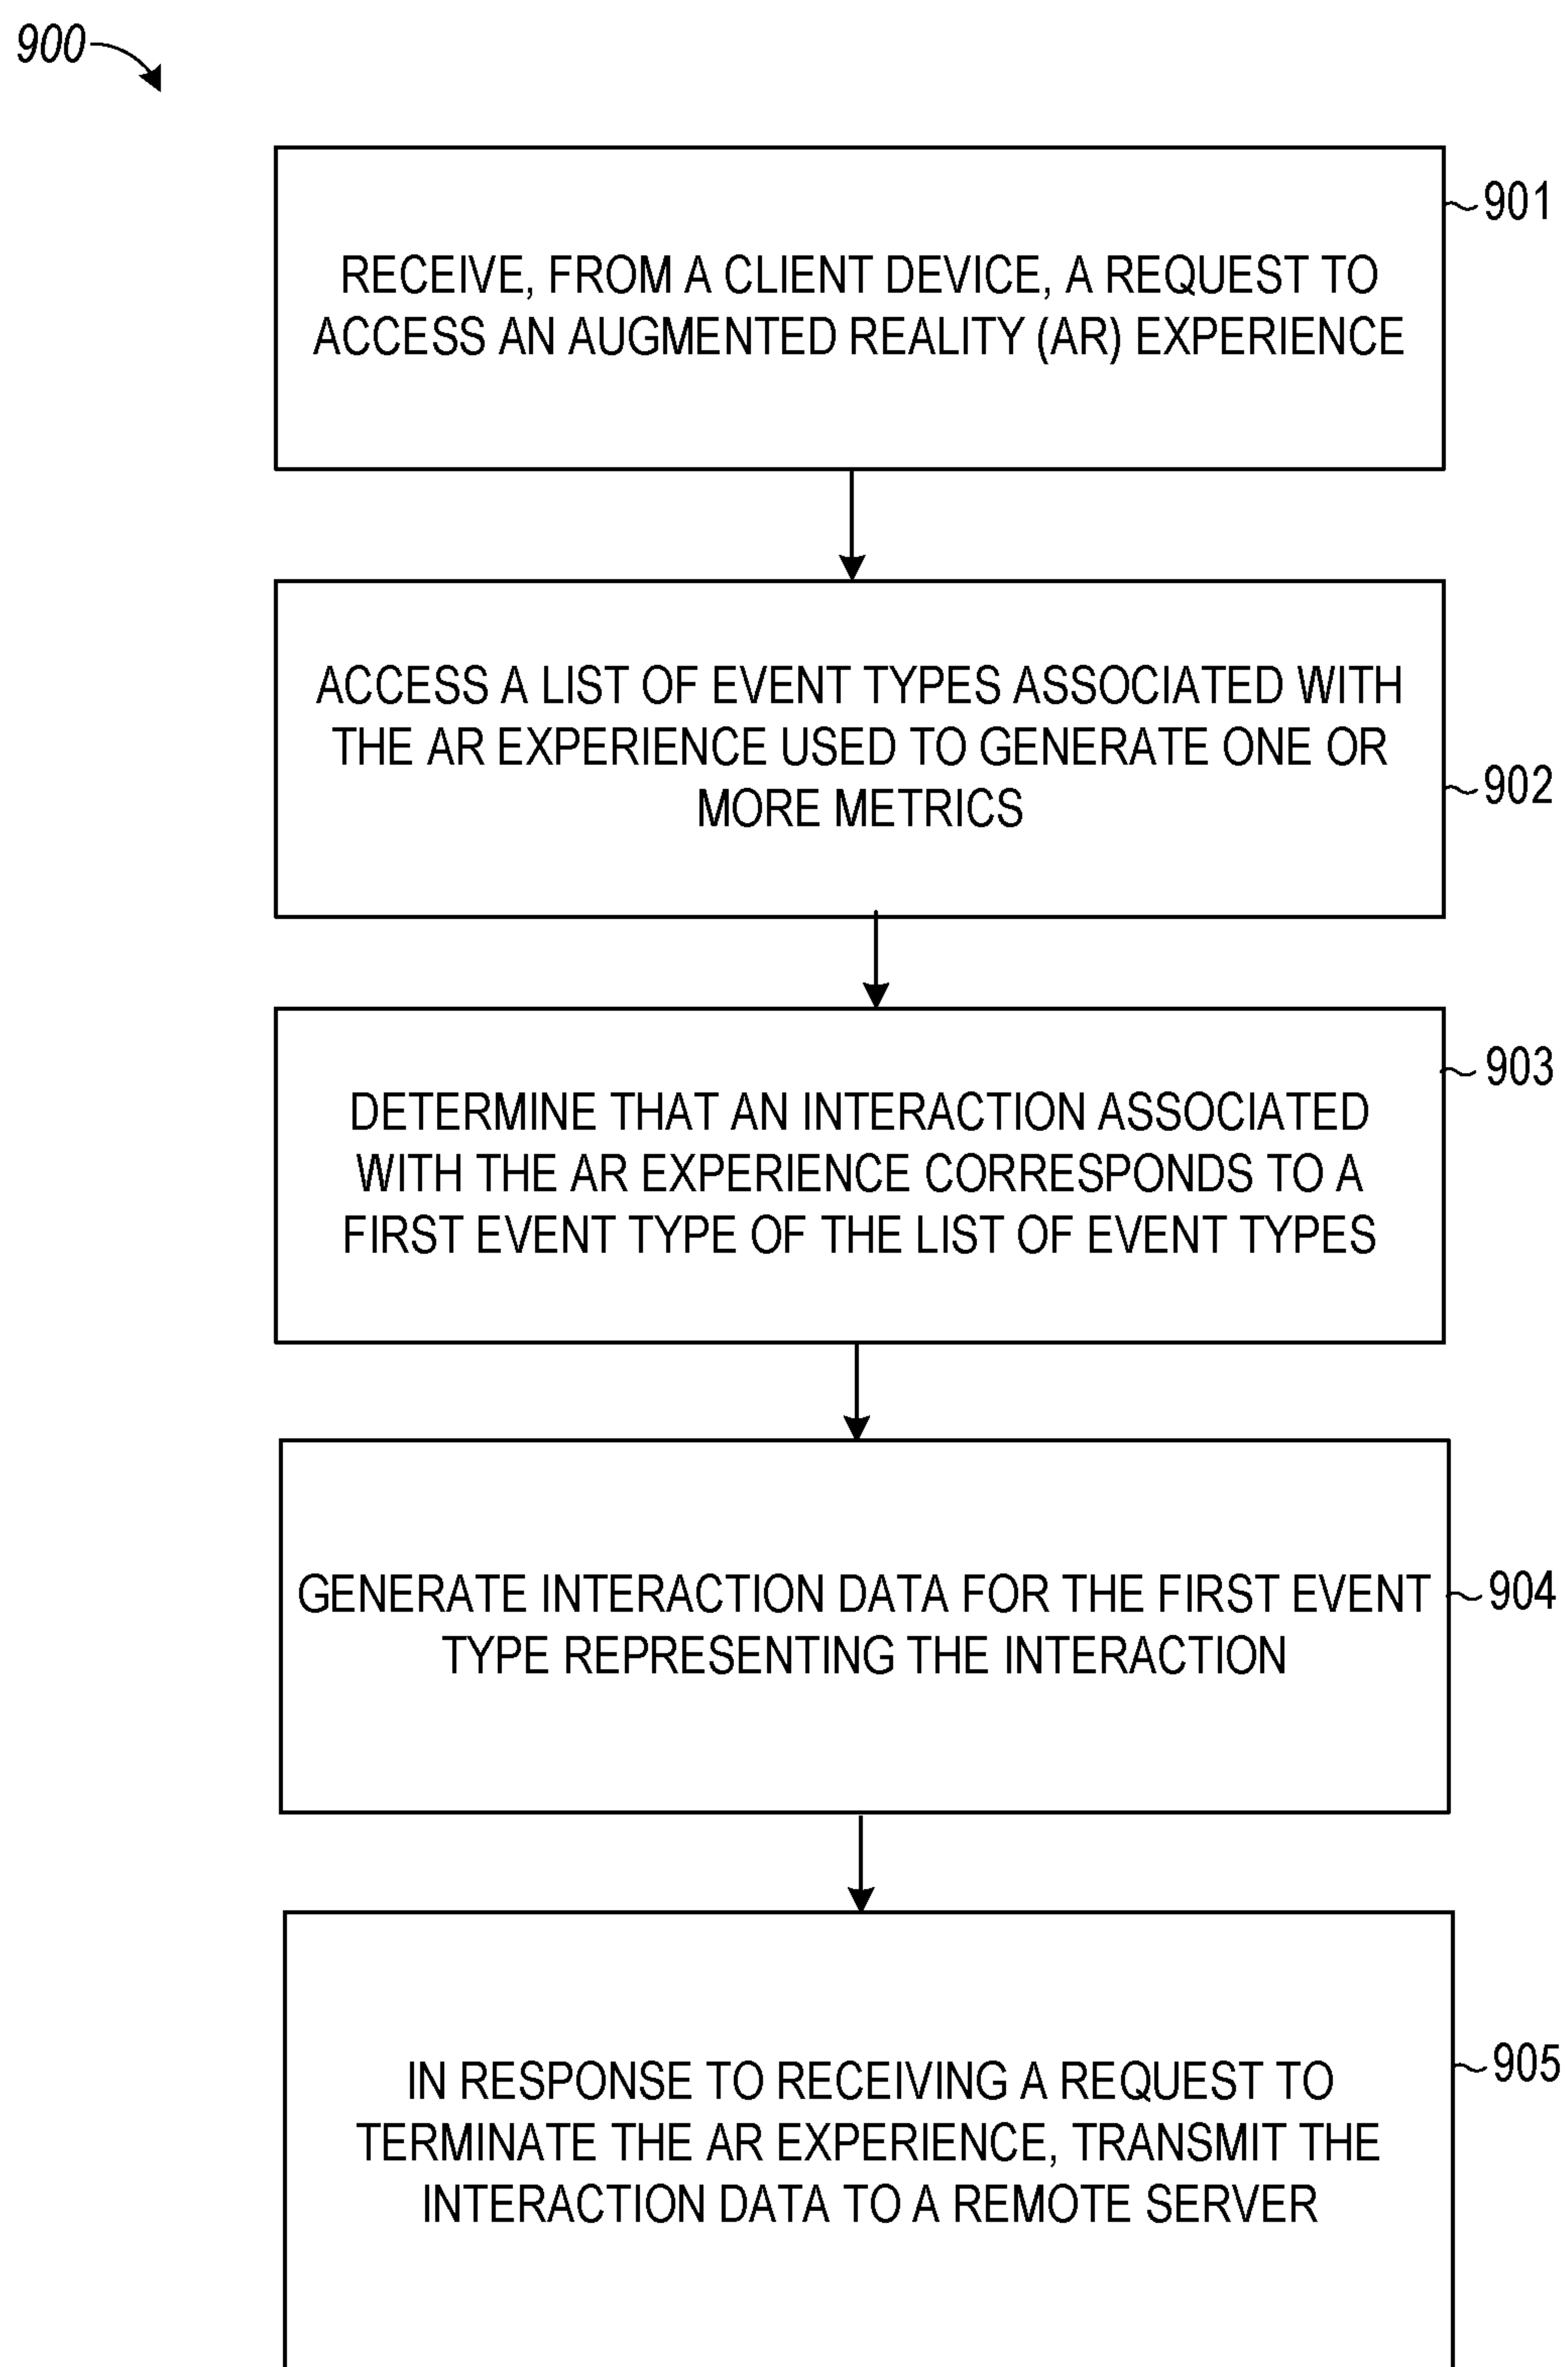 900
901
RECEIVE, FROM A CLIENT DEVICE, A REQUEST TO
ACCESS AN AUGMENTED REALITY (AR) EXPERIENCE
ACCESS A LIST OF EVENT TYPES ASSOCIATED WITH
THE AR EXPERIENCE USED TO GENERATE ONE OR
MORE METRICS
902
903
DETERMINE THAT AN INTERACTION ASSOCIATED
WITH THE AR EXPERIENCE CORRESPONDS TO A
FIRST EVENT TYPE OF THE LIST OF EVENT TYPES
GENERATE INTERACTION DATA FOR THE FIRST EVENT
TYPE REPRESENTING THE INTERACTION
904
905
IN RESPONSE TO RECEIVING A REQUEST TO
TERMINATE THE AR EXPERIENCE, TRANSMIT THE
INTERACTION DATA TO A REMOTE SERVER